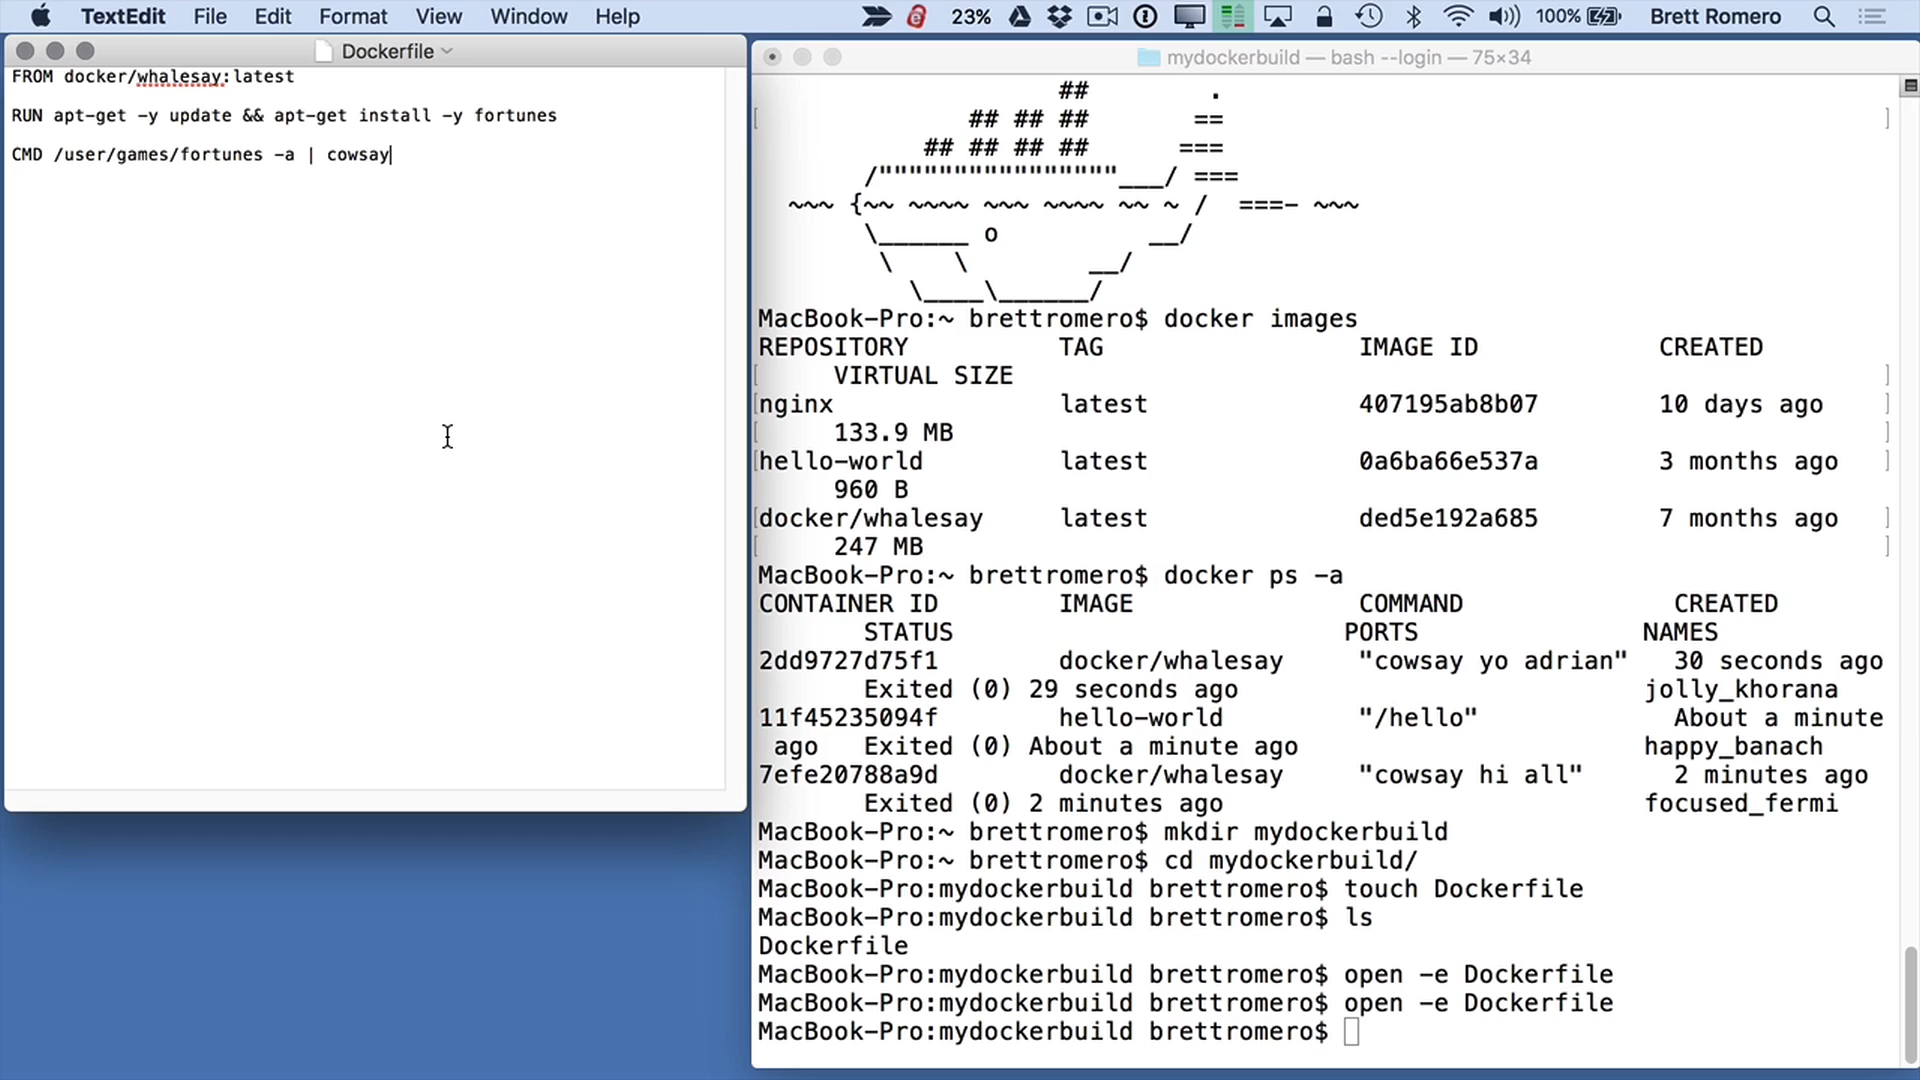 TextEdit File Edit Format View Window Help 23% 100% Brett Romero
Dockerfile
FROM docker/whalesay:latest
RUN apt-get -y update && apt-get install -y fortunes
CMD /user/games/fortunes -a | cowsay
mydockerbuild — bash --login — 75×34
                    ##        .
[             ## ## ##       ==                                            ]
           ## ## ## ##      ===
       /""""""""""""""""___/ ===
  ~~~ {~~ ~~~~ ~~~ ~~~~ ~~ ~ /  ===- ~~~
       \______ o          __/
        \    \        __/
          \____\______/
MacBook-Pro:~ brettromero$ docker images
REPOSITORY          TAG                 IMAGE ID            CREATED
[     VIRTUAL SIZE                                                         ]
[nginx               latest              407195ab8b07        10 days ago    ]
[     133.9 MB                                                             ]
[hello-world         latest              0a6ba66e537a        3 months ago   ]
     960 B
[docker/whalesay     latest              ded5e192a685        7 months ago   ]
[     247 MB                                                               ]
MacBook-Pro:~ brettromero$ docker ps -a
CONTAINER ID        IMAGE               COMMAND              CREATED
       STATUS                          PORTS               NAMES
2dd9727d75f1        docker/whalesay     "cowsay yo adrian"   30 seconds ago
       Exited (0) 29 seconds ago                           jolly_khorana
11f45235094f        hello-world         "/hello"             About a minute
 ago   Exited (0) About a minute ago                       happy_banach
7efe20788a9d        docker/whalesay     "cowsay hi all"      2 minutes ago
       Exited (0) 2 minutes ago                            focused_fermi
MacBook-Pro:~ brettromero$ mkdir mydockerbuild
MacBook-Pro:~ brettromero$ cd mydockerbuild/
MacBook-Pro:mydockerbuild brettromero$ touch Dockerfile
MacBook-Pro:mydockerbuild brettromero$ ls
Dockerfile
MacBook-Pro:mydockerbuild brettromero$ open -e Dockerfile
MacBook-Pro:mydockerbuild brettromero$ open -e Dockerfile
MacBook-Pro:mydockerbuild brettromero$